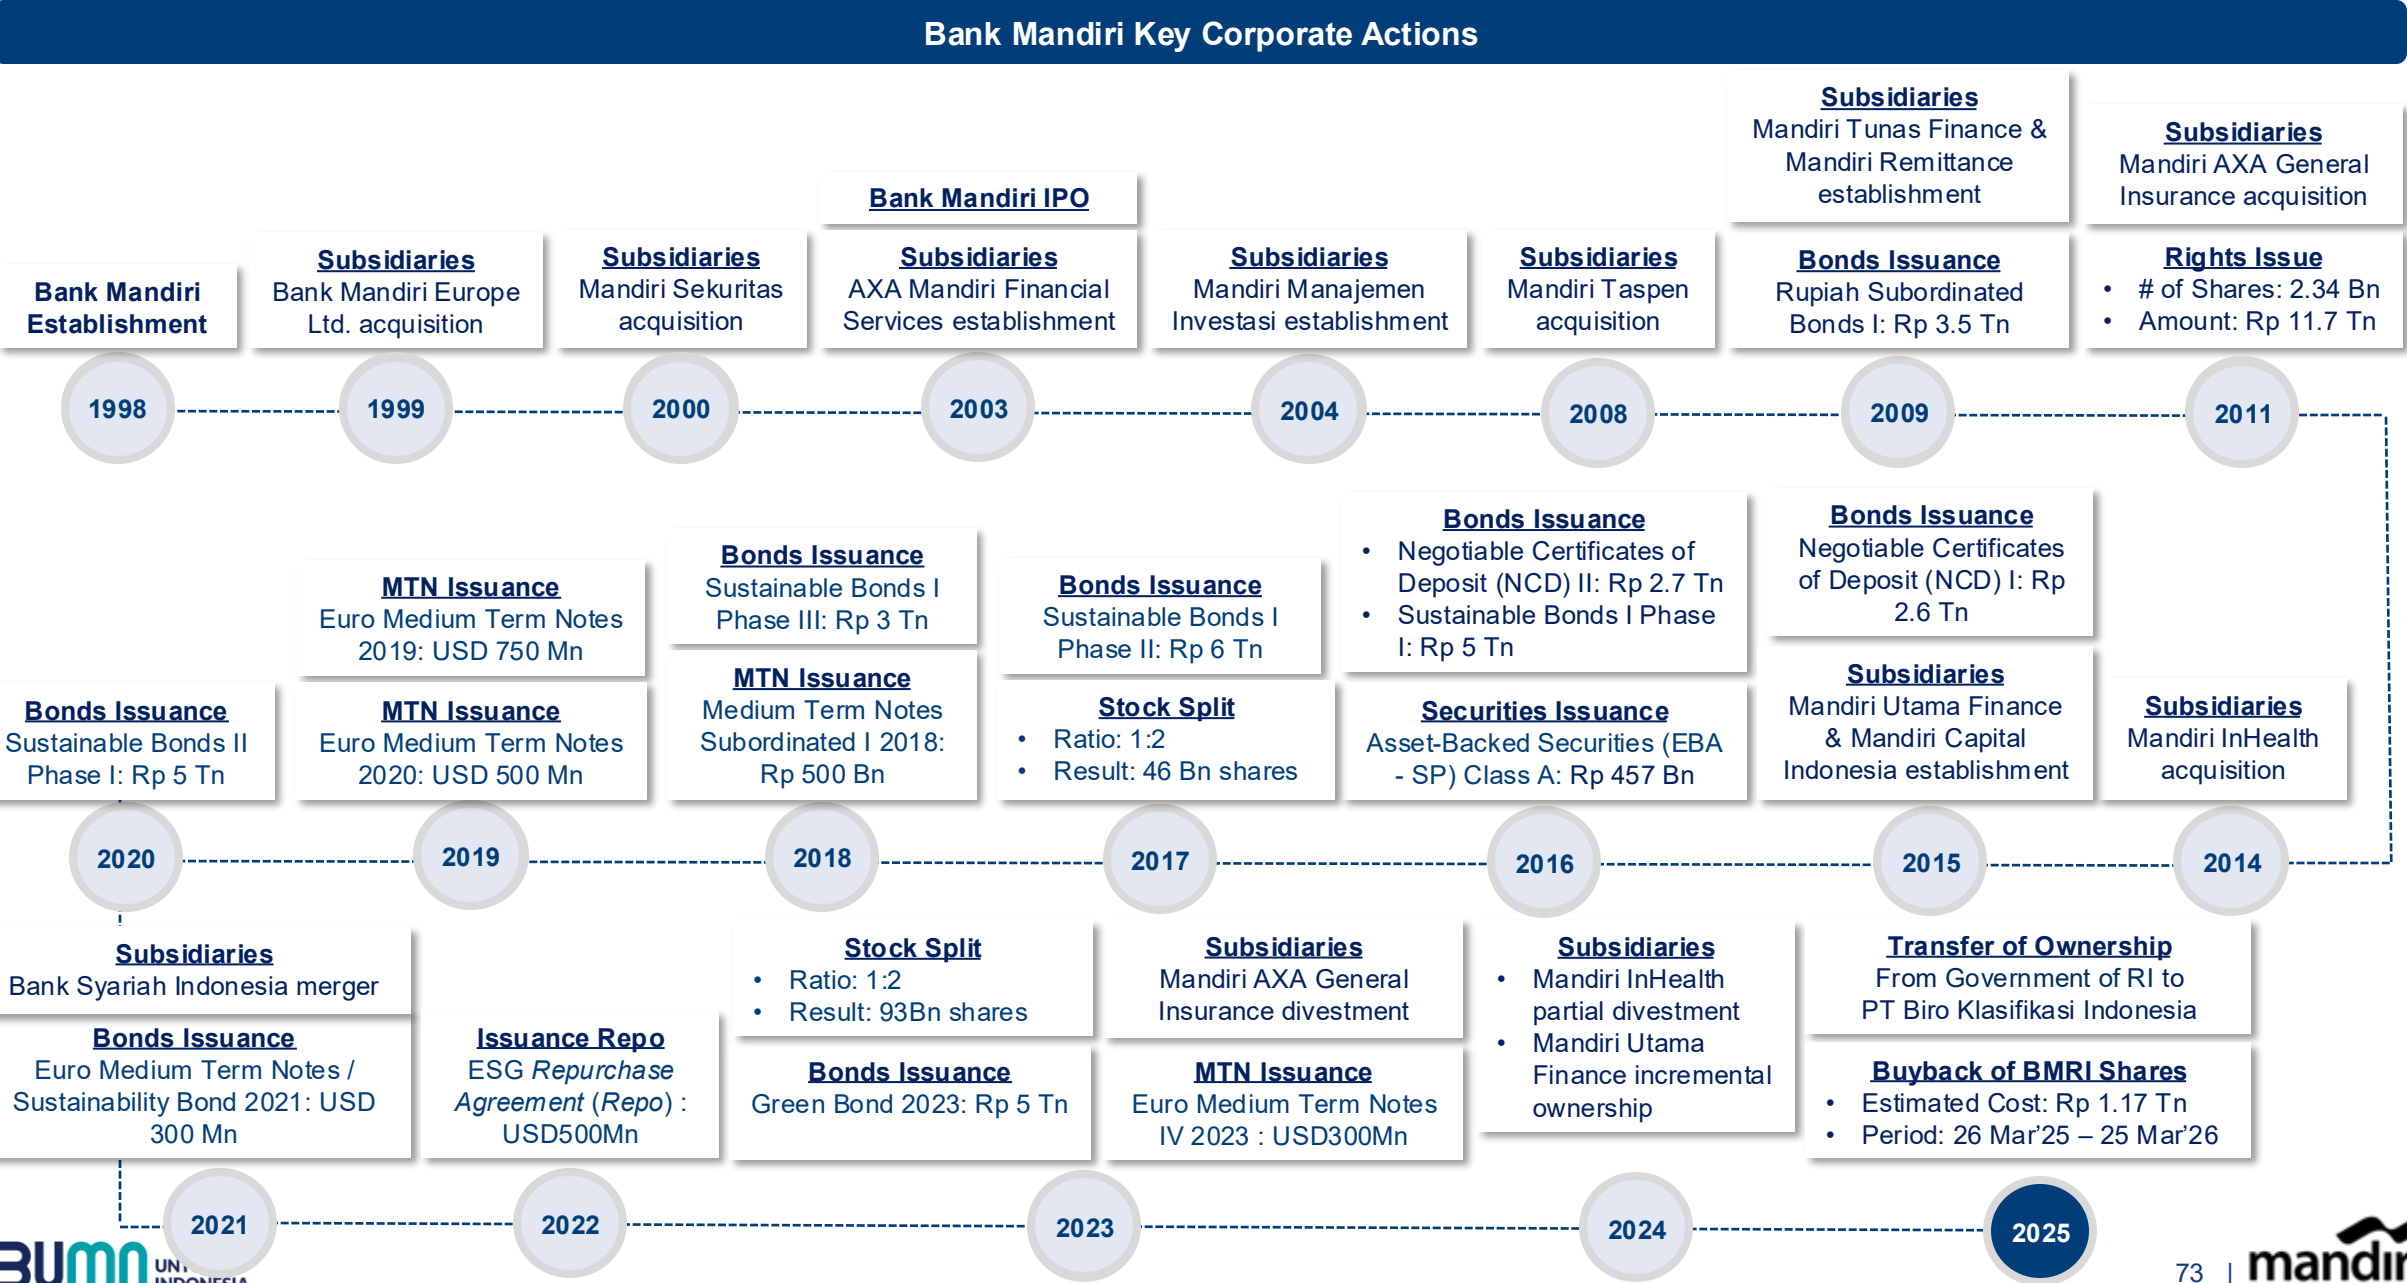 Bank Mandiri Key Corporate Actions
Bank Mandiri
Establishment
1998
Subsidiaries
Bank Mandiri Europe
Ltd. acquisition
1999
Subsidiaries
Mandiri Sekuritas
acquisition
2000
Bank Mandiri IPO
Subsidiaries
AXA Mandiri Financial
Services establishment
2003
Subsidiaries
Mandiri Manajemen
Investasi establishment
2004
Subsidiaries
Mandiri Taspen
acquisition
2008
Subsidiaries
Mandiri Tunas Finance &
Mandiri Remittance
establishment
Bonds Issuance
Rupiah Subordinated
Bonds I: Rp 3.5 Tn
2009
Subsidiaries
Mandiri AXA General
Insurance acquisition
Rights Issue
• # of Shares: 2.34 Bn
• Amount: Rp 11.7 Tn
2011
Bonds Issuance
Sustainable Bonds II
Phase I: Rp 5 Tn
2020
MTN Issuance
Euro Medium Term Notes
2019: USD 750 Mn
MTN Issuance
Euro Medium Term Notes
2020: USD 500 Mn
2019
Bonds Issuance
Sustainable Bonds I
Phase III: Rp 3 Tn
MTN Issuance
Medium Term Notes
Subordinated I 2018:
Rp 500 Bn
2018
Bonds Issuance
Sustainable Bonds I
Phase II: Rp 6 Tn
Stock Split
• Ratio: 1:2
• Result: 46 Bn shares
2017
Bonds Issuance
• Negotiable Certificates of
Deposit (NCD) II: Rp 2.7 Tn
• Sustainable Bonds I Phase
I: Rp 5 Tn
Securities Issuance
Asset-Backed Securities (EBA
- SP) Class A: Rp 457 Bn
2016
Bonds Issuance
Negotiable Certificates
of Deposit (NCD) I: Rp
2.6 Tn
Subsidiaries
Mandiri Utama Finance
& Mandiri Capital
Indonesia establishment
2015
Subsidiaries
Mandiri InHealth
acquisition
2014
Subsidiaries
Bank Syariah Indonesia merger
Bonds Issuance
Euro Medium Term Notes /
Sustainability Bond 2021: USD
300 Mn
2021
Issuance Repo
ESG Repurchase
Agreement (Repo) :
USD500Mn
2022
Stock Split
• Ratio: 1:2
• Result: 93Bn shares
Bonds Issuance
Green Bond 2023: Rp 5 Tn
Subsidiaries
Mandiri AXA General
Insurance divestment
MTN Issuance
Euro Medium Term Notes
IV 2023 : USD300Mn
2023
Subsidiaries
• Mandiri InHealth
partial divestment
• Mandiri Utama
Finance incremental
ownership
2024
Transfer of Ownership
From Government of RI to
PT Biro Klasifikasi Indonesia
Buyback of BMRI Shares
• Estimated Cost: Rp 1.17 Tn
• Period: 26 Mar’25 – 25 Mar’26
2025
BUMN
INDONESIA
73 |
mandiri